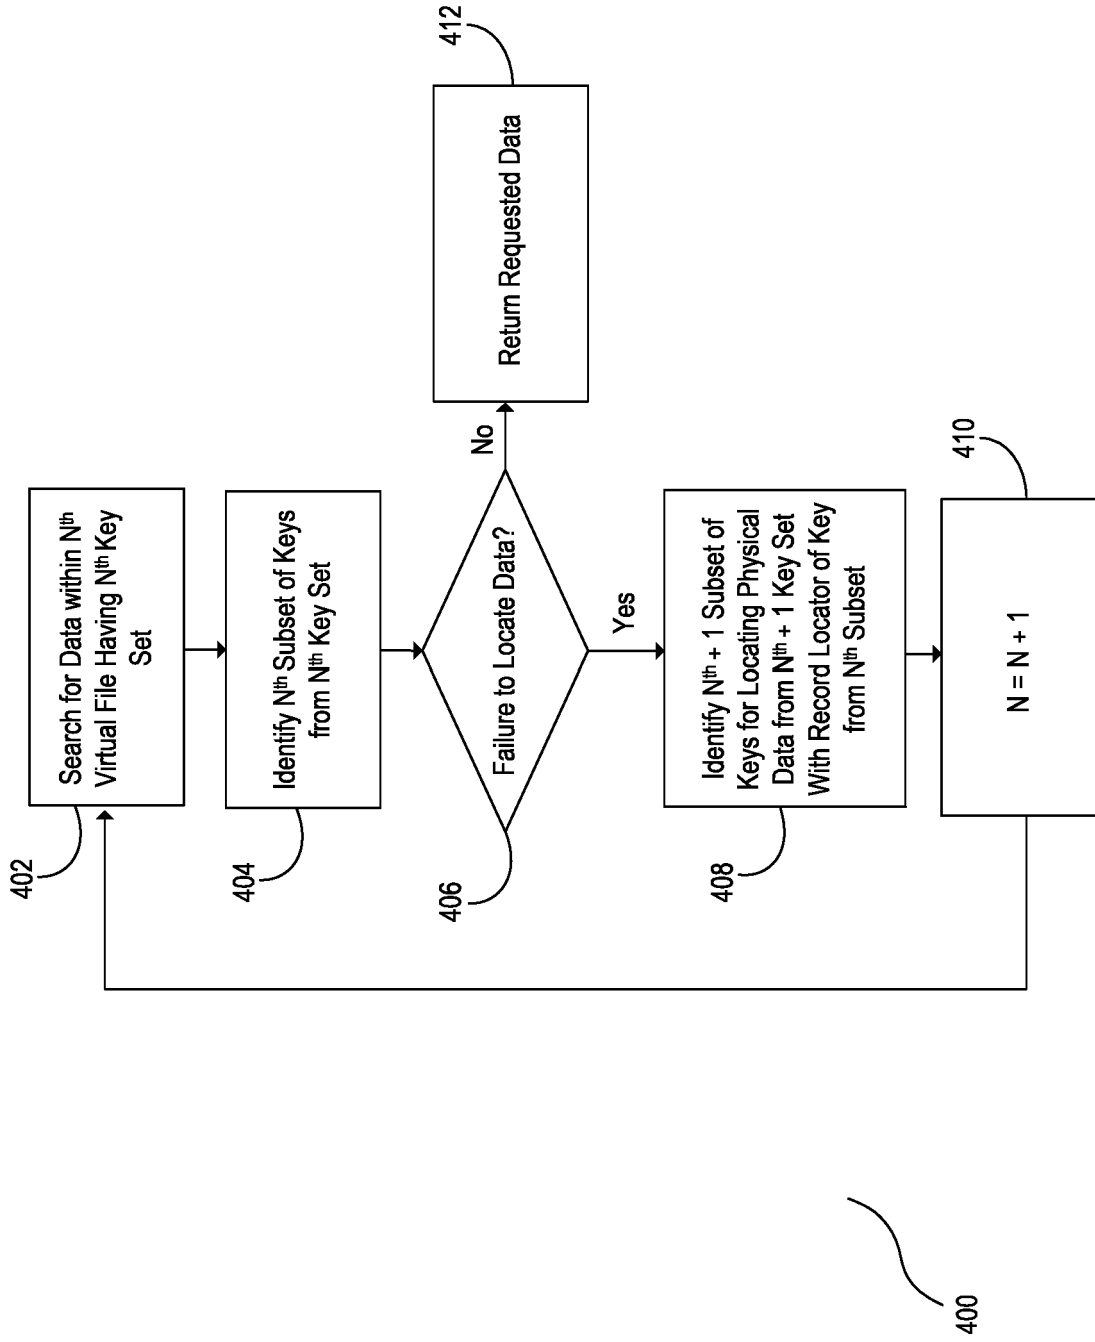 402
Search for Data within Nth
Virtual File Having Nth Key
Set
404
Identify Nth Subset of Keys
from Nth Key Set
406
Failure to Locate Data?
No
Return Requested Data
412
Yes
408
Identify Nth + 1 Subset of
Keys for Locating Physical
Data from Nth + 1 Key Set
With Record Locator of Key
from Nth Subset
410
N = N + 1
400